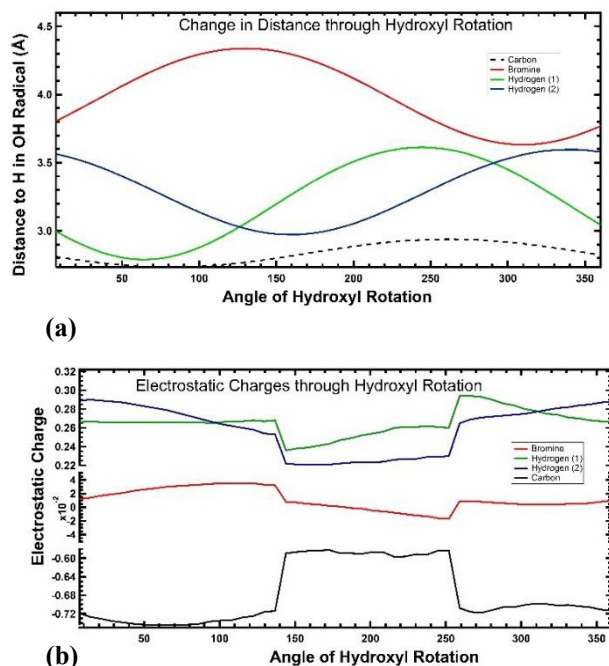 Change in Distance through Hydroxyl Rotation
Carbon
Bromine
Hydrogen (1)
Hydrogen (2)
Distance to H in OH Radical (Å)
4.5
4.0
3.5
3.0
50
100
150
200
250
300
350
Angle of Hydroxyl Rotation
(a)
Electrostatic Charges through Hydroxyl Rotation
0.32
0.30
0.28
0.26
0.24
0.22
Bromine
Hydrogen (1)
Hydrogen (2)
Carbon
Electrostatic Charge
x10-2
4
2
0
-2
-4
-0.60
-0.64
-0.68
-0.72
50
100
150
200
250
300
350
Angle of Hydroxyl Rotation
(b)